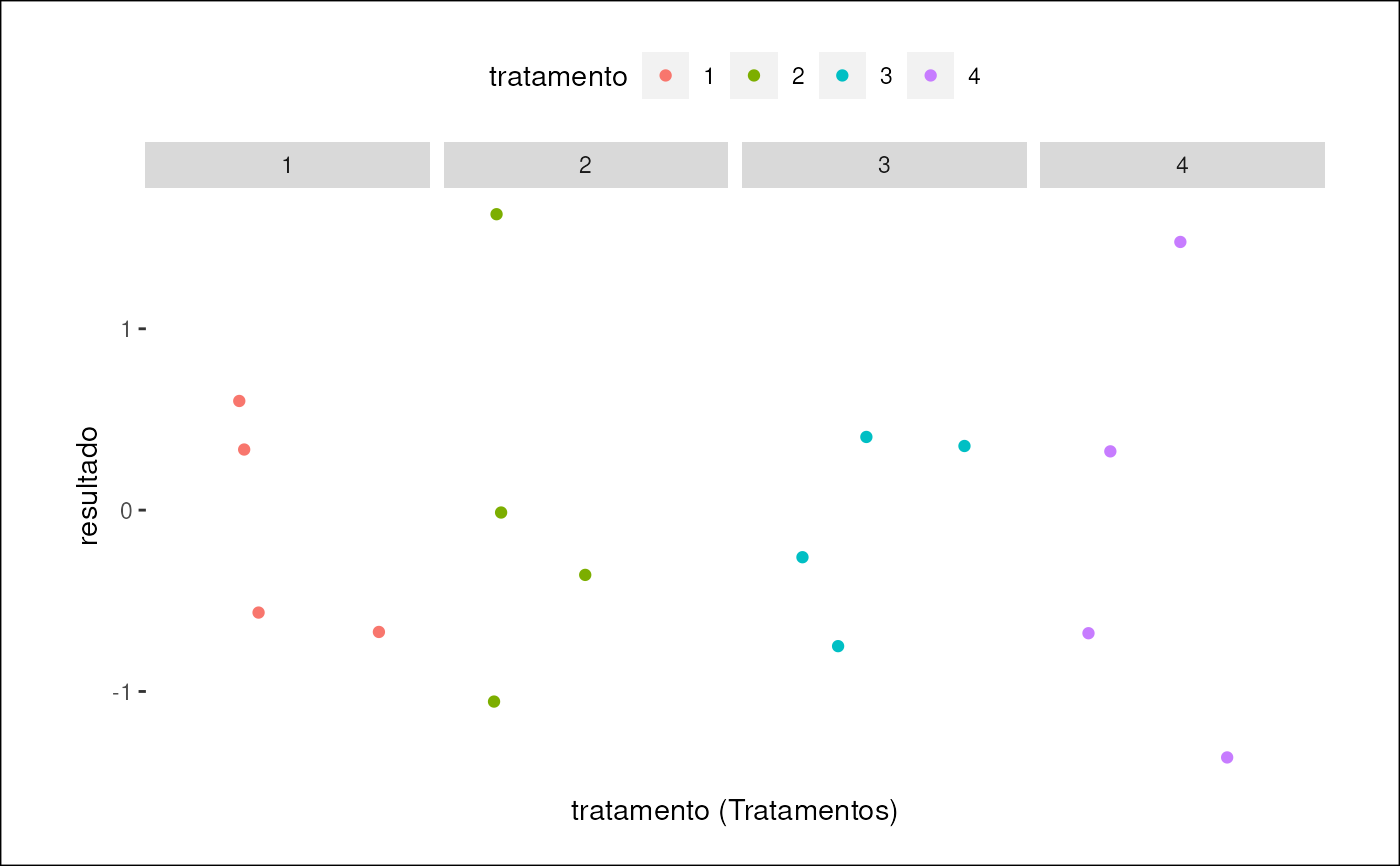 tratamento 1 2 3 4
1 2 3 4
1
0
-1
resultado
tratamento (Tratamentos)